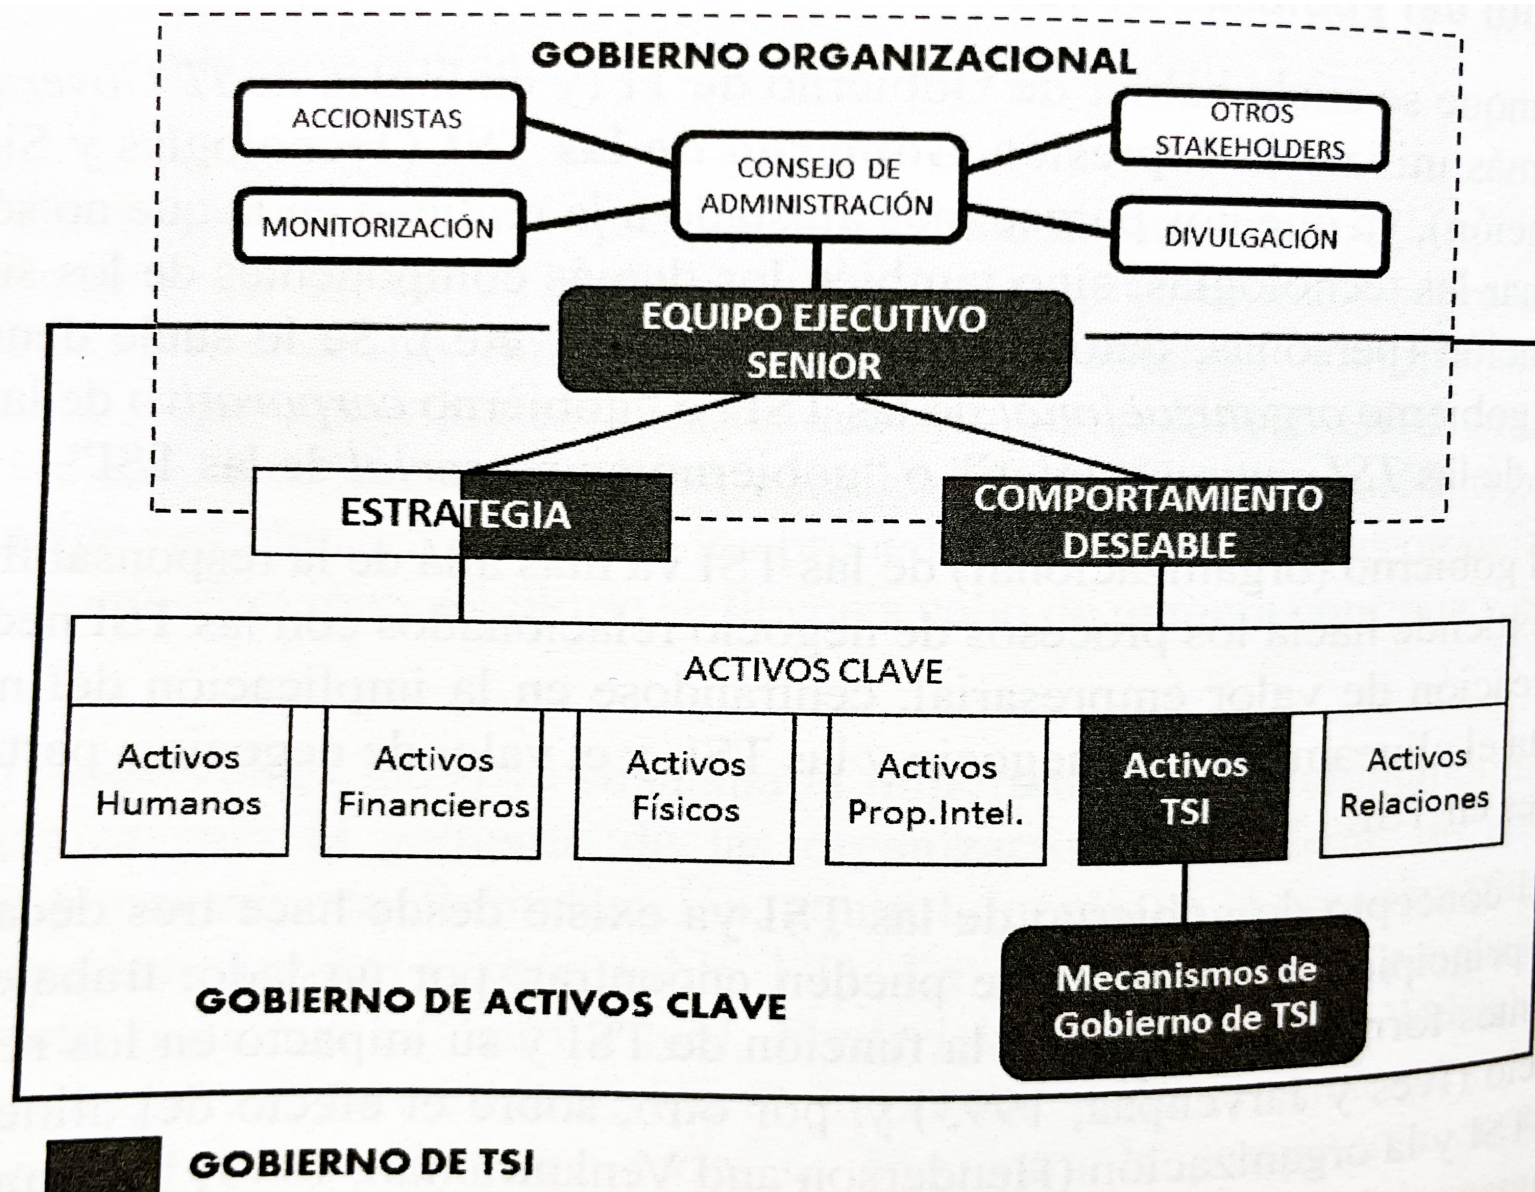 GOBIERNO ORGANIZACIONAL
ACCIONISTAS
OTROS
STAKEHOLDERS
CONSEJO DE
ADMINISTRACIÓN
MONITORIZACIÓN
DIVULGACIÓN
EQUIPO EJECUTIVO
SENIOR
ESTRATEGIA
COMPORTAMIENTO
DESEABLE
ACTIVOS CLAVE
Activos
Humanos
Activos
Financieros
Activos
Físicos
Activos
Prop.Intel.
Activos
TSI
Activos
Relaciones
Mecanismos de
Gobierno de TSI
GOBIERNO DE ACTIVOS CLAVE
GOBIERNO DE TSI